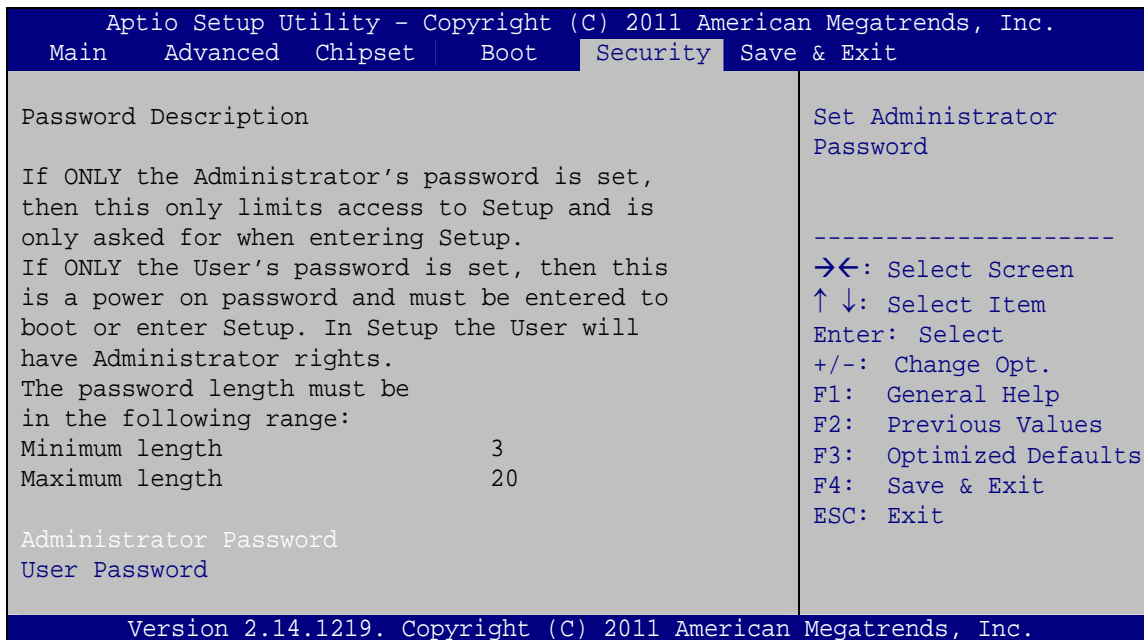 Aptio Setup Utility – Copyright (C) 2011 American Megatrends, Inc.
Main Advanced Chipset Boot Security Save & Exit
Password Description
If ONLY the Administrator’s password is set,
then this only limits access to Setup and is
only asked for when entering Setup.
If ONLY the User’s password is set, then this
is a power on password and must be entered to
boot or enter Setup. In Setup the User will
have Administrator rights.
The password length must be
in the following range:
Minimum length 3
Maximum length 20
Administrator Password
User Password
Set Administrator
Password
---------------------
→←: Select Screen
↑ ↓: Select Item
Enter: Select
+/-: Change Opt.
F1: General Help
F2: Previous Values
F3: Optimized Defaults
F4: Save & Exit
ESC: Exit
Version 2.14.1219. Copyright (C) 2011 American Megatrends, Inc.